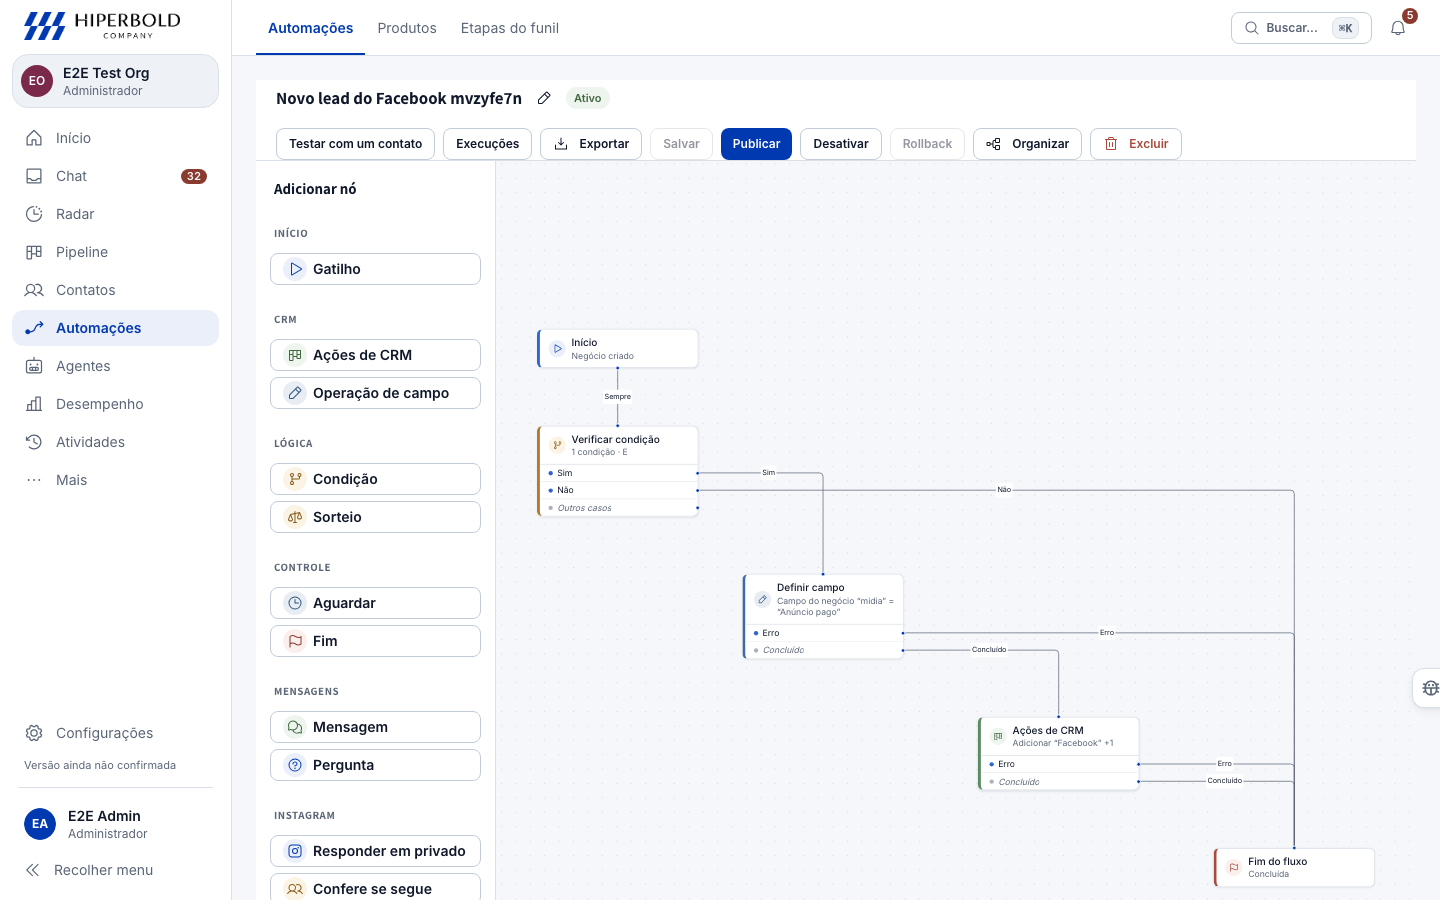 HIPERBOLD
COMPANY
EO
E2E Test Org
Administrador
Início
Chat
32
Radar
Pipeline
Contatos
Automações
Agentes
Desempenho
Atividades
Mais
Configurações
Versão ainda não confirmada
EA
E2E Admin
Administrador
Recolher menu
Automações
Produtos
Etapas do funil
Buscar...
⌘K
5
Novo lead do Facebook mvzyfe7n
Ativo
Testar com um contato
Execuções
Exportar
Salvar
Publicar
Desativar
Rollback
Organizar
Excluir
Adicionar nó
INÍCIO
Gatilho
CRM
Ações de CRM
Operação de campo
LÓGICA
Condição
Sorteio
CONTROLE
Aguardar
Fim
MENSAGENS
Mensagem
Pergunta
INSTAGRAM
Responder em privado
Confere se segue
Início
Negócio criado
Sempre
Verificar condição
1 condição · E
Sim
Não
Outros casos
Sim
Não
Definir campo
Campo do negócio “midia” =
“Anúncio pago”
Erro
Concluído
Erro
Concluído
Ações de CRM
Adicionar “Facebook” +1
Erro
Concluído
Erro
Concluído
Fim do fluxo
Concluída